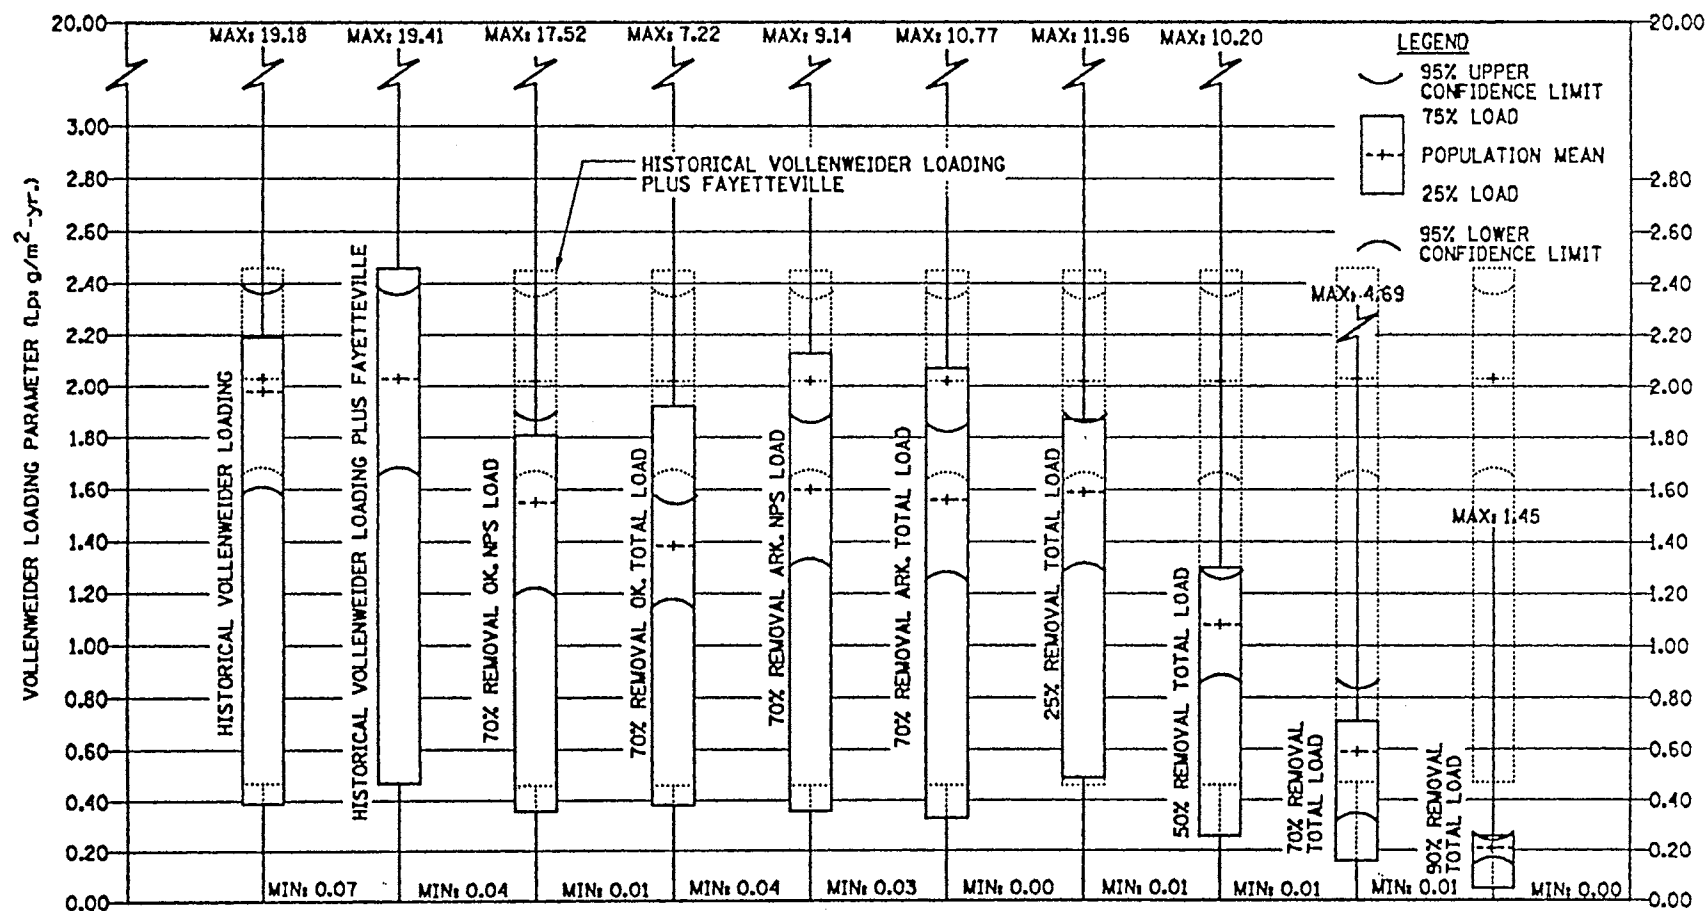 20.00
MAX: 19.18
MAX: 19.41
MAX: 17.52
MAX: 7.22
MAX: 9.14
MAX: 10.77
MAX: 11.96
MAX: 10.20
20.00
LEGEND
95% UPPER
CONFIDENCE LIMIT
75% LOAD
POPULATION MEAN
25% LOAD
95% LOWER
CONFIDENCE LIMIT
HISTORICAL VOLLENWEIDER LOADING
PLUS FAYETTEVILLE
VOLLENWEIDER LOADING PARAMETER (Lp: g/m²-yr.)
3.00
2.80
2.60
2.40
2.20
2.00
1.80
1.60
1.40
1.20
1.00
0.80
0.60
0.40
0.20
0.00
HISTORICAL VOLLENWEIDER LOADING
HISTORICAL VOLLENWEIDER LOADING PLUS FAYETTEVILLE
70% REMOVAL OK. NPS LOAD
70% REMOVAL OK. TOTAL LOAD
70% REMOVAL ARK. NPS LOAD
70% REMOVAL ARK. TOTAL LOAD
25% REMOVAL TOTAL LOAD
50% REMOVAL TOTAL LOAD
MAX: 4.69
70% REMOVAL
TOTAL LOAD
MAX: 1.45
90% REMOVAL
TOTAL LOAD
2.80
2.60
2.40
2.20
2.00
1.80
1.60
1.40
1.20
1.00
0.80
0.60
0.40
0.20
0.00
MIN: 0.07
MIN: 0.04
MIN: 0.01
MIN: 0.04
MIN: 0.03
MIN: 0.00
MIN: 0.01
MIN: 0.01
MIN: 0.01
MIN: 0.00